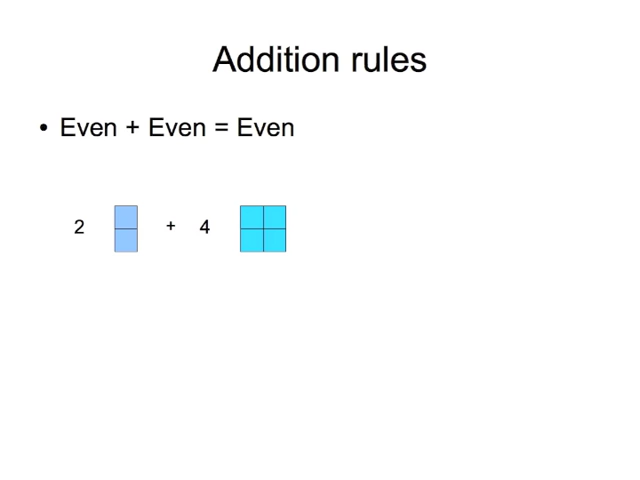 Addition rules
• Even + Even = Even
2 + 4